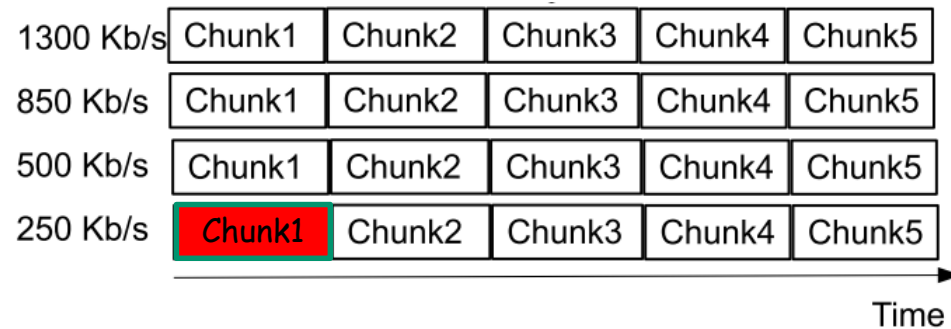 1300 Kb/s Chunk1 Chunk2 Chunk3 Chunk4 Chunk5
850 Kb/s Chunk1 Chunk2 Chunk3 Chunk4 Chunk5
500 Kb/s Chunk1 Chunk2 Chunk3 Chunk4 Chunk5
250 Kb/s Chunk1 Chunk2 Chunk3 Chunk4 Chunk5
Time